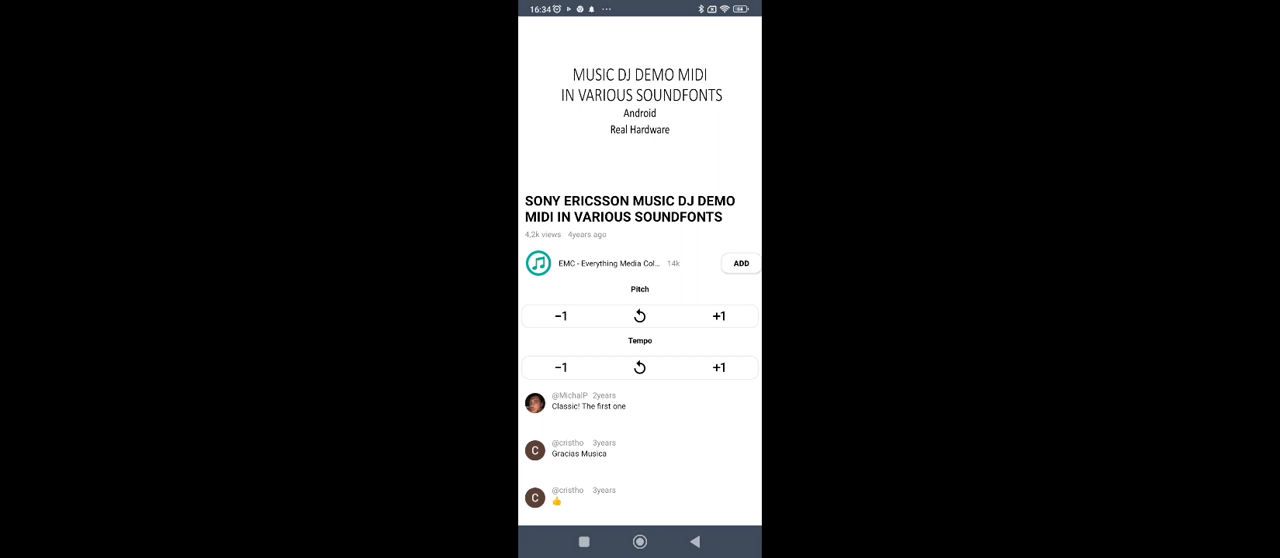 16:34
MUSIC DJ DEMO MIDI
IN VARIOUS SOUNDFONTS
Android
Real Hardware
SONY ERICSSON MUSIC DJ DEMO
MIDI IN VARIOUS SOUNDFONTS
4,2k views 4years ago
EMC - Everything Media Col... 14k ADD
Pitch
−1 +1
Tempo
−1 +1
@MichalP 2years
Classic! The first one
@cristho 3years
C
Gracias Musica
@cristho 3years
C
👍